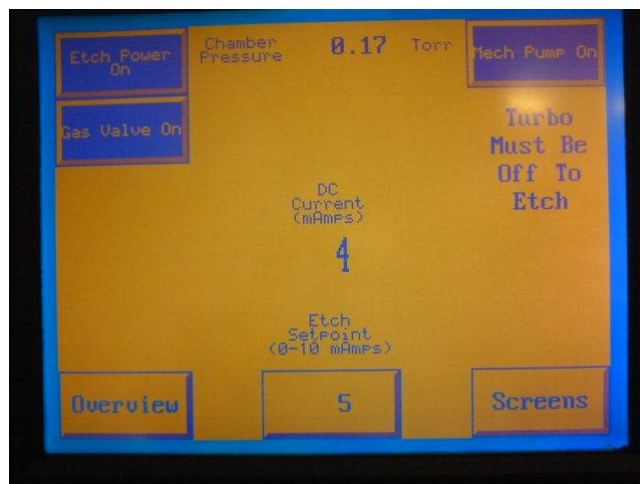 Etch Power
On
Chamber
Pressure
0.17 Torr
Mech Pump On
Gas Valve On
Turbo
Must Be
Off To
Etch
DC
Current
(mAmps)
4
Etch
Setpoint
(0-10 mAmps)
Overview
5
Screens